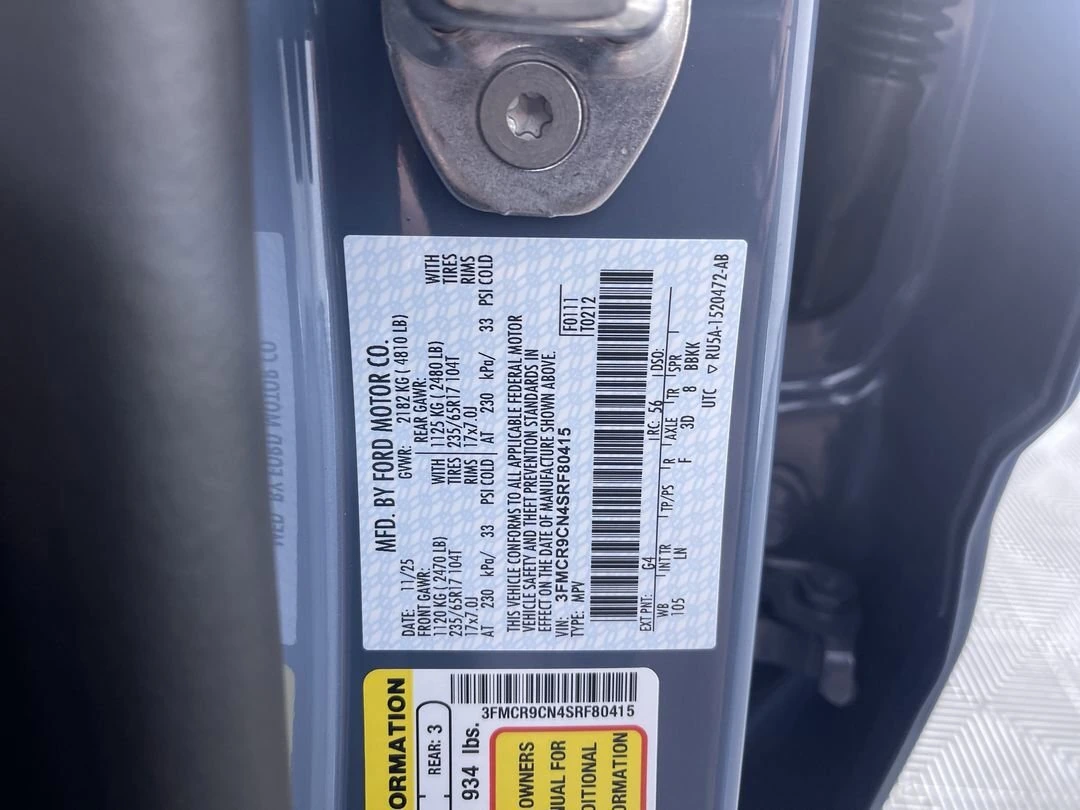 MFD. BY FORD MOTOR CO.
DATE: 11/25 GVWR: 2182 KG ( 4810 LB)
FRONT GAWR: REAR GAWR:
1120 KG ( 2470 LB) WITH 1125 KG ( 2480 LB) WITH
235/65R17 104T TIRES 235/65R17 104T TIRES
17x7.0J RIMS 17x7.0J RIMS
AT 230 kPa/ 33 PSI COLD AT 230 kPa/ 33 PSI COLD
THIS VEHICLE CONFORMS TO ALL APPLICABLE FEDERAL MOTOR
VEHICLE SAFETY AND THEFT PREVENTION STANDARDS IN
EFFECT ON THE DATE OF MANUFACTURE SHOWN ABOVE.
VIN: 3FMCR9CN4SRF80415
TYPE: MPV
F0111
T0212
EXT PNT: G4 RC: 56 DSO:
WB INT TR TP/PS R AXLE TR SPR
105 LN F 3D 8 BBKK
UTC ▽ RU5A-1520472-AB
ORMATION
REAR: 3
934 lbs.
3FMCR9CN4SRF80415
OWNERS
UAL FOR
DITIONAL
RMATION